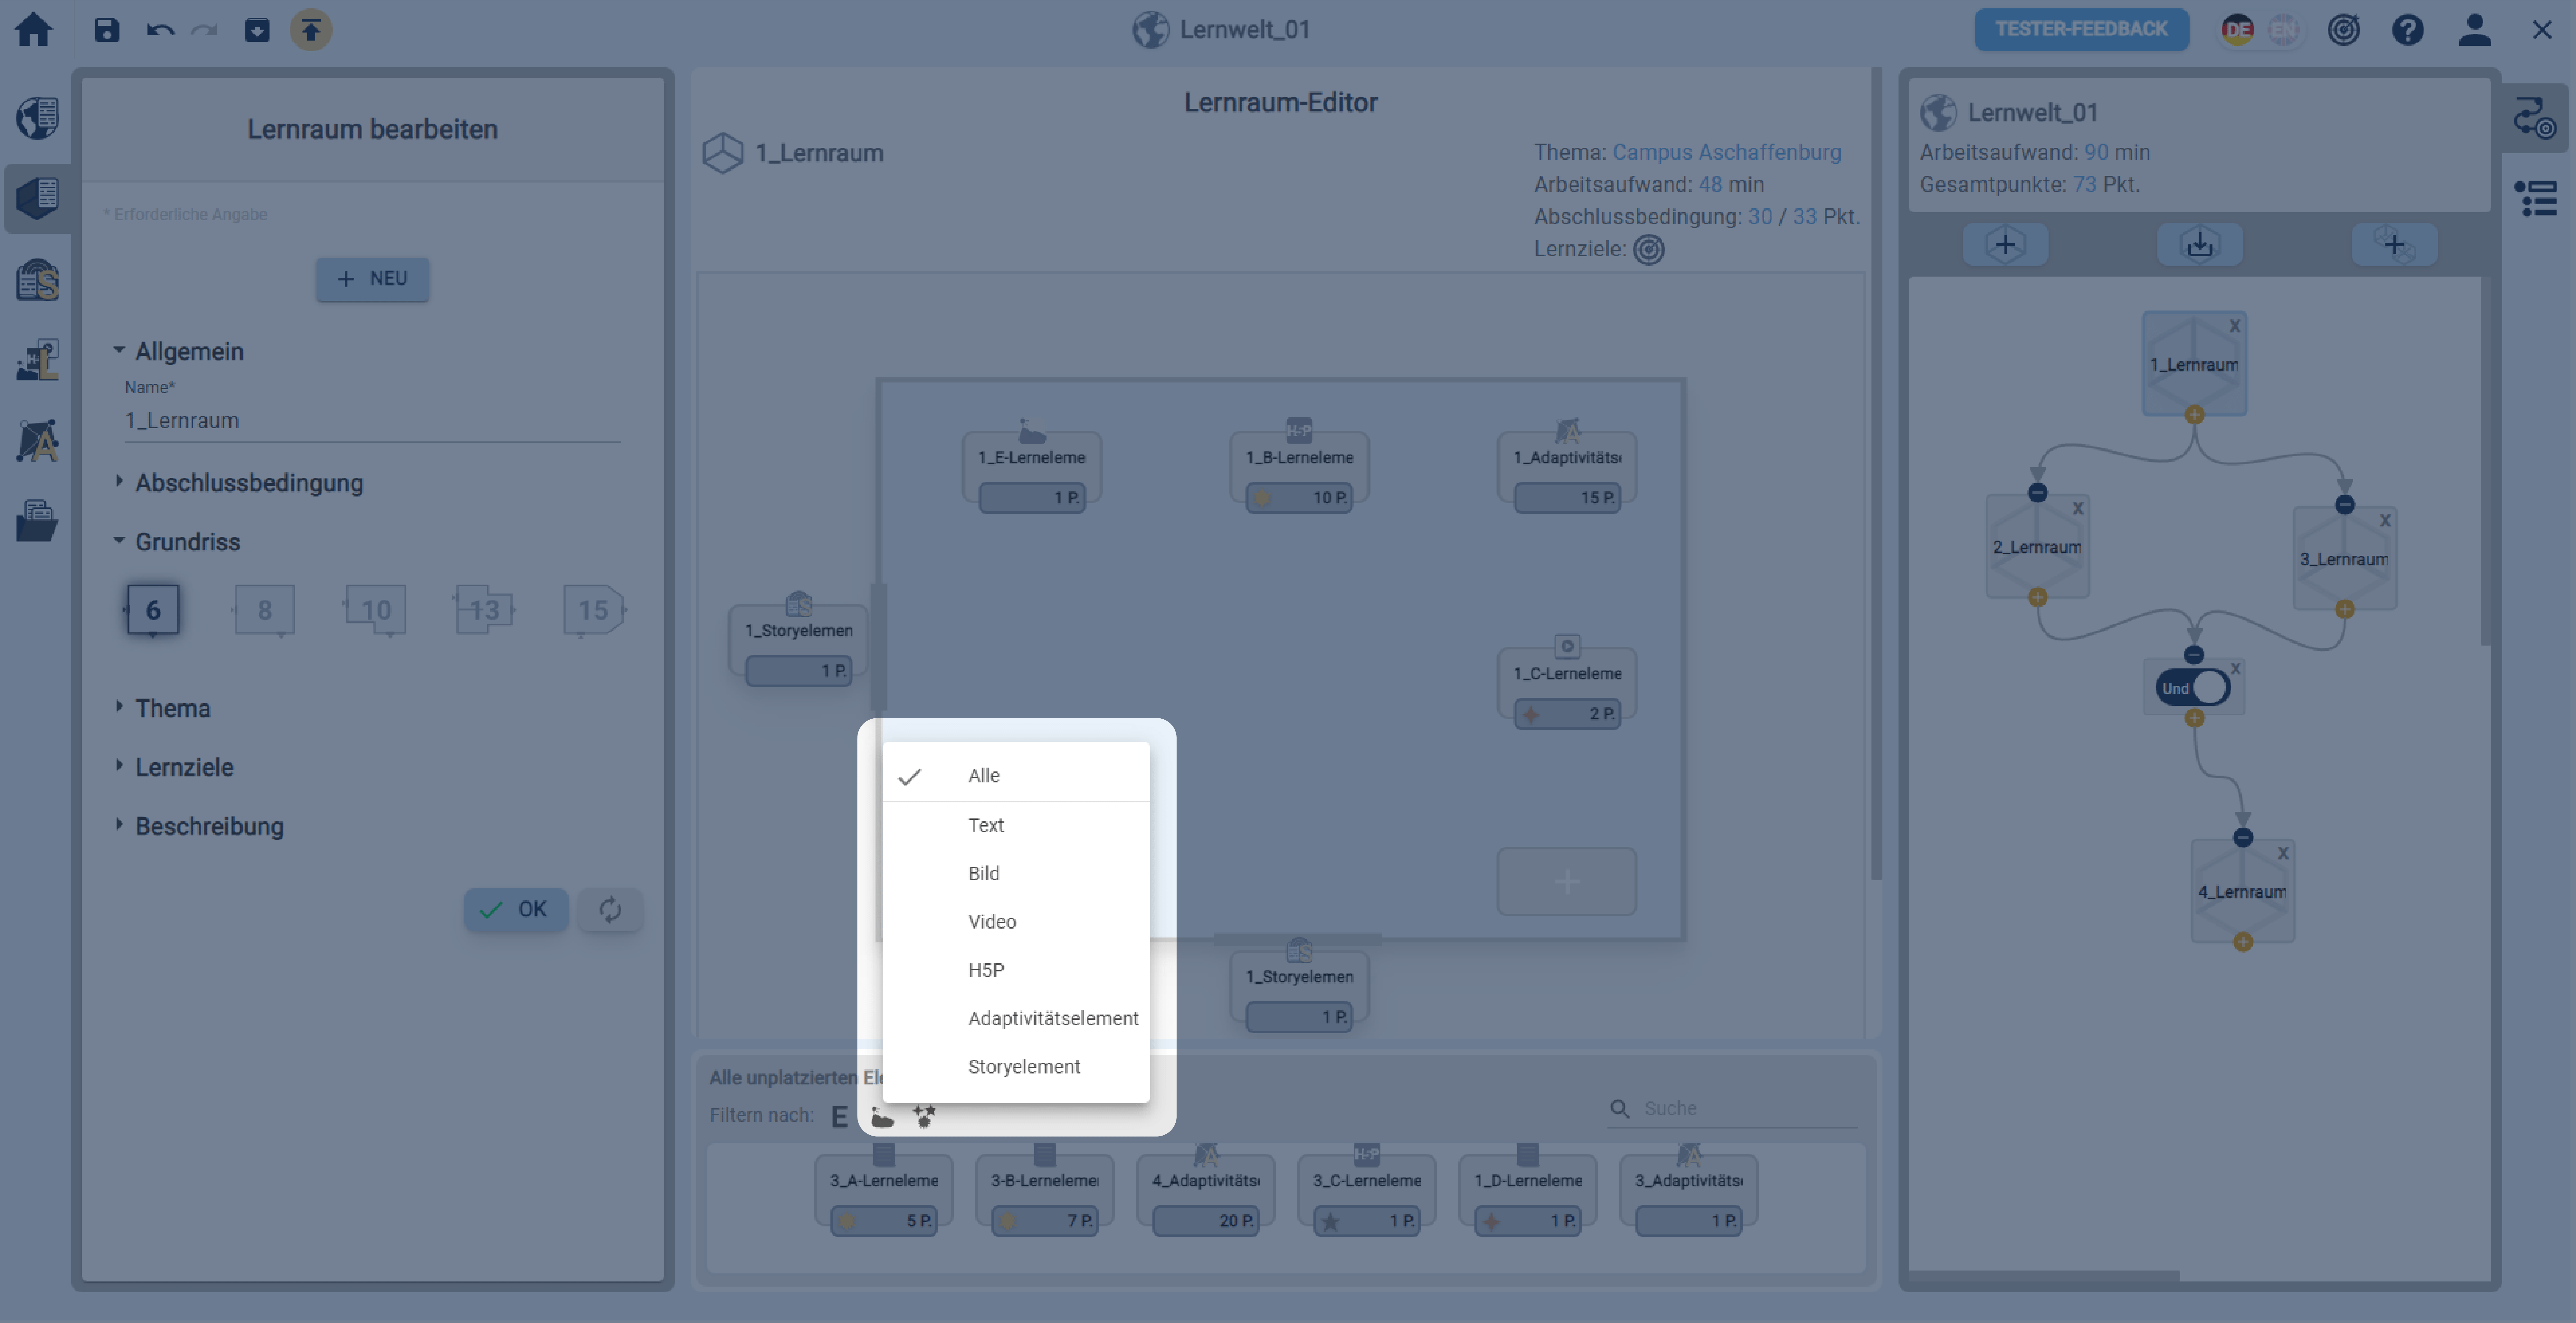 Lernwelt_01
TESTER-FEEDBACK
DE
EN
Lernraum bearbeiten
* Erforderliche Angabe
+ NEU
Allgemein
Name*
1_Lernraum
Abschlussbedingung
Grundriss
6
8
10
13
15
Thema
Lernziele
Beschreibung
OK
Lernraum-Editor
1_Lernraum
Thema: Campus Aschaffenburg
Arbeitsaufwand: 48 min
Abschlussbedingung: 30 / 33 Pkt.
Lernziele:
1_E-Lerneleme
1 P.
H-P
1_B-Lerneleme
10 P.
1_Adaptivitäts
15 P.
1_Storyelemen
1 P.
1_C-Lerneleme
2 P.
1_Storyelemen
1 P.
Alle
Text
Bild
Video
H5P
Adaptivitätselement
Storyelement
Alle unplatzierten Ele
Filtern nach: E
Suche
3_A-Lerneleme
5 P.
3-B-Lerneleme
7 P.
4_Adaptivitäts
20 P.
H-P
3_C-Lerneleme
1 P.
1_D-Lerneleme
1 P.
3_Adaptivitäts
1 P.
Lernwelt_01
Arbeitsaufwand: 90 min
Gesamtpunkte: 73 Pkt.
1_Lernraum
X
2_Lernraum
X
3_Lernraum
X
Und
X
4_Lernraum
X